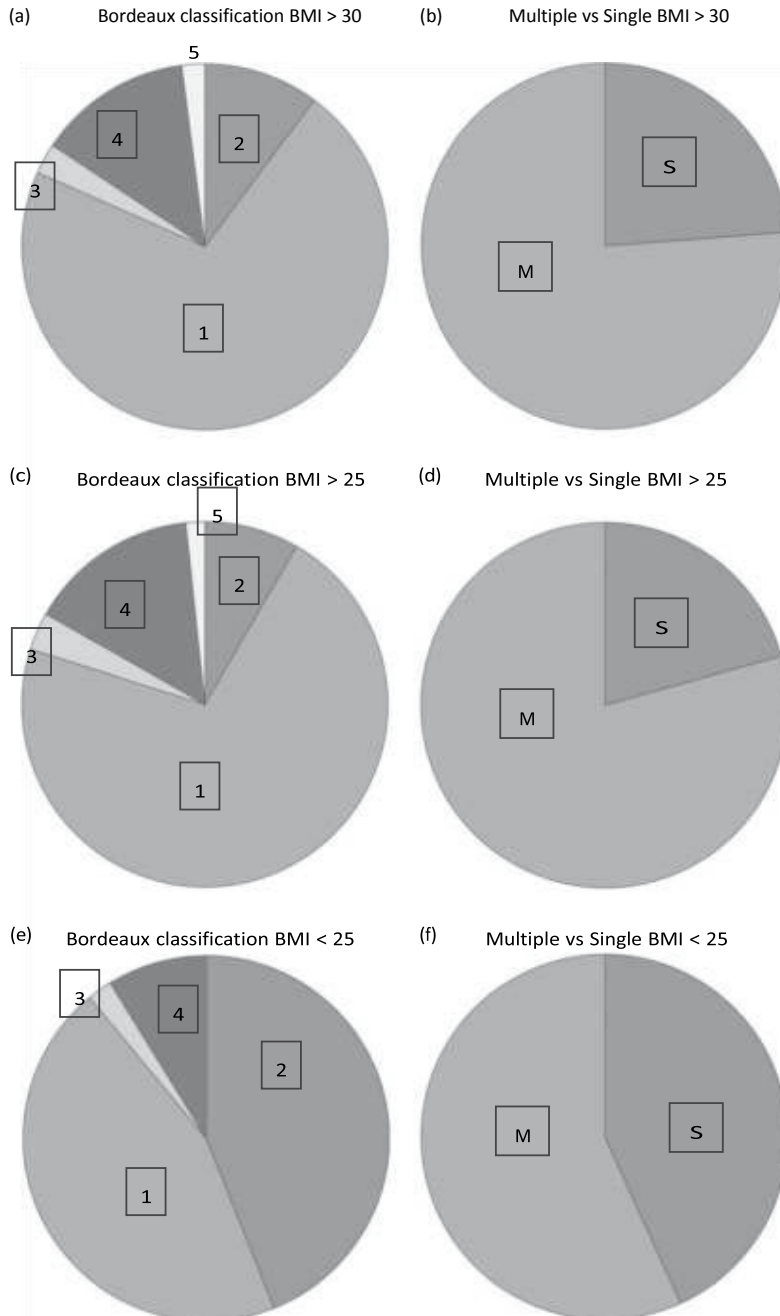 (a) Bordeaux classification BMI > 30
5
4
2
3
1
(b) Multiple vs Single BMI > 30
S
M
(c) Bordeaux classification BMI > 25
5
2
4
3
1
(d) Multiple vs Single BMI > 25
S
M
(e) Bordeaux classification BMI < 25
3
4
2
1
(f) Multiple vs Single BMI < 25
M
S